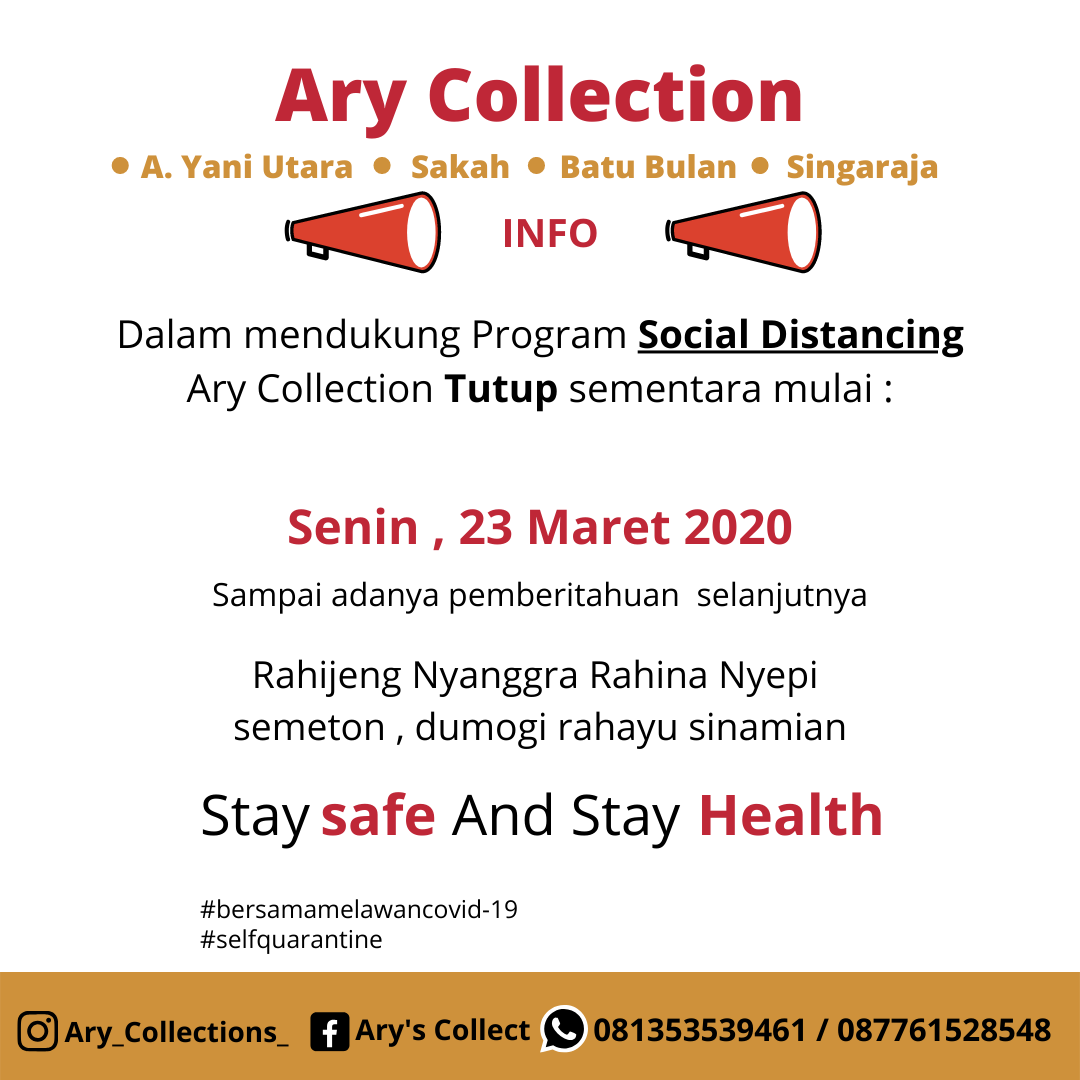 Ary Collection
• A. Yani Utara • Sakah • Batu Bulan • Singaraja
INFO
Dalam mendukung Program Social Distancing
Ary Collection Tutup sementara mulai :
Senin , 23 Maret 2020
Sampai adanya pemberitahuan selanjutnya
Rahijeng Nyanggra Rahina Nyepi
semeton , dumogi rahayu sinamian
Stay safe And Stay Health
#bersamamelawancovid-19
#selfquarantine
Ary_Collections_ Ary's Collect 081353539461 / 087761528548